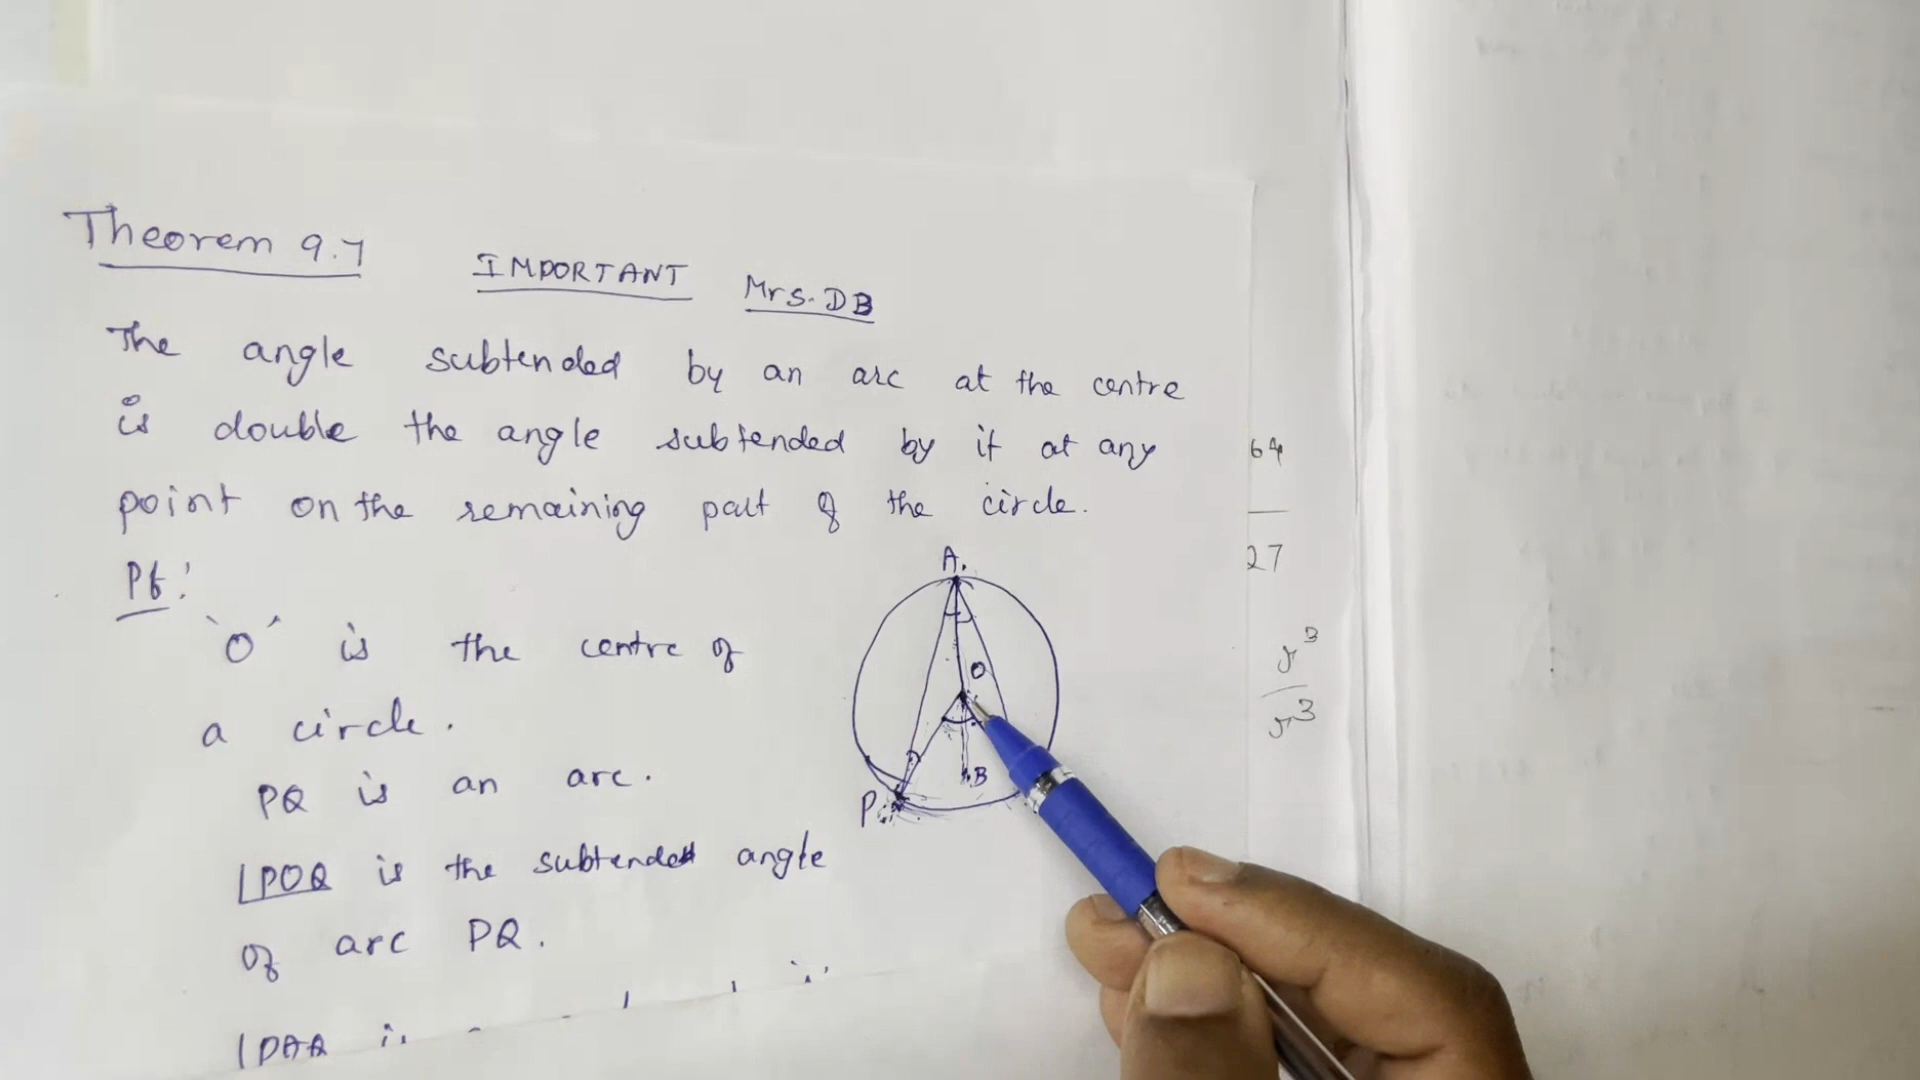 Theorem 9.7
IMPORTANT
Mrs. DB
The angle subtended by an arc at the centre
is double the angle subtended by it at any
point on the remaining part of the circle.
Pf:
'O' is the centre of
a circle.
PQ is an arc.
∠POQ is the subtended angle
of arc PQ.
A.
O
.B
P
64
27
r³
r³